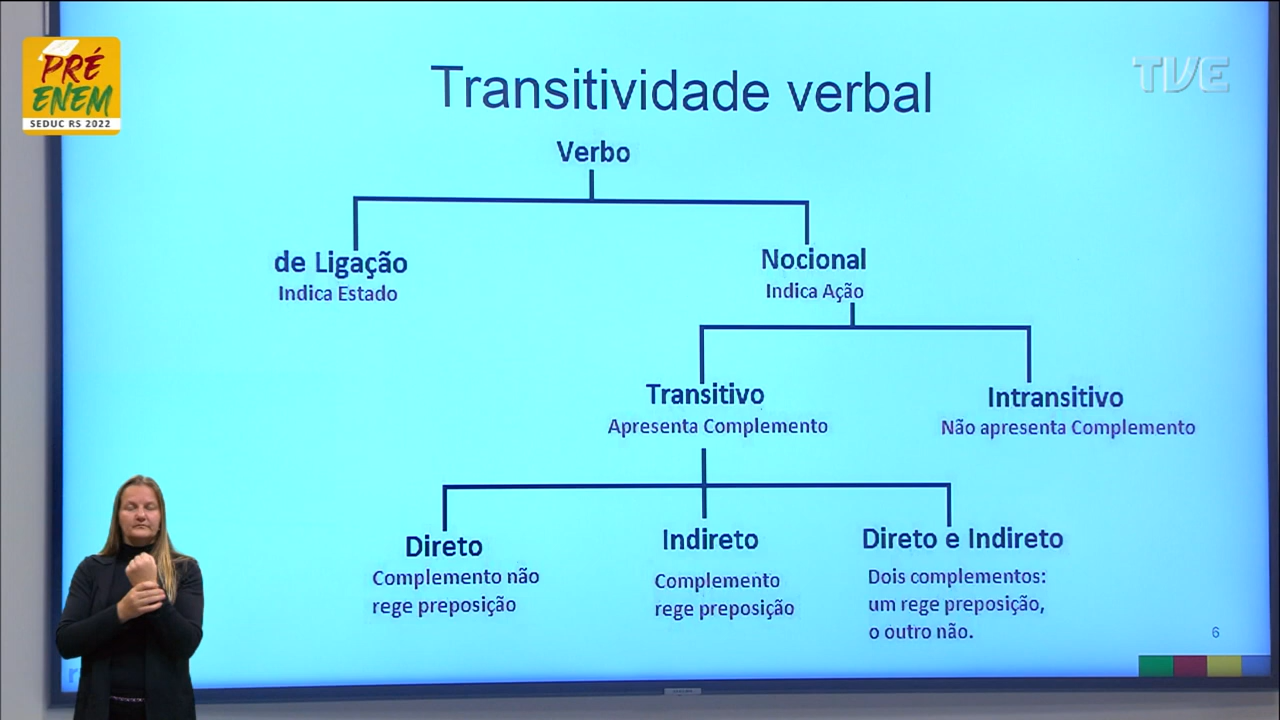 PRÉ
ENEM
SEDUC RS 2022
TVE
Transitividade verbal
Verbo
de Ligação
Indica Estado
Nocional
Indica Ação
Transitivo
Apresenta Complemento
Intransitivo
Não apresenta Complemento
Direto
Complemento não
rege preposição
Indireto
Complemento
rege preposição
Direto e Indireto
Dois complementos:
um rege preposição,
o outro não.
6